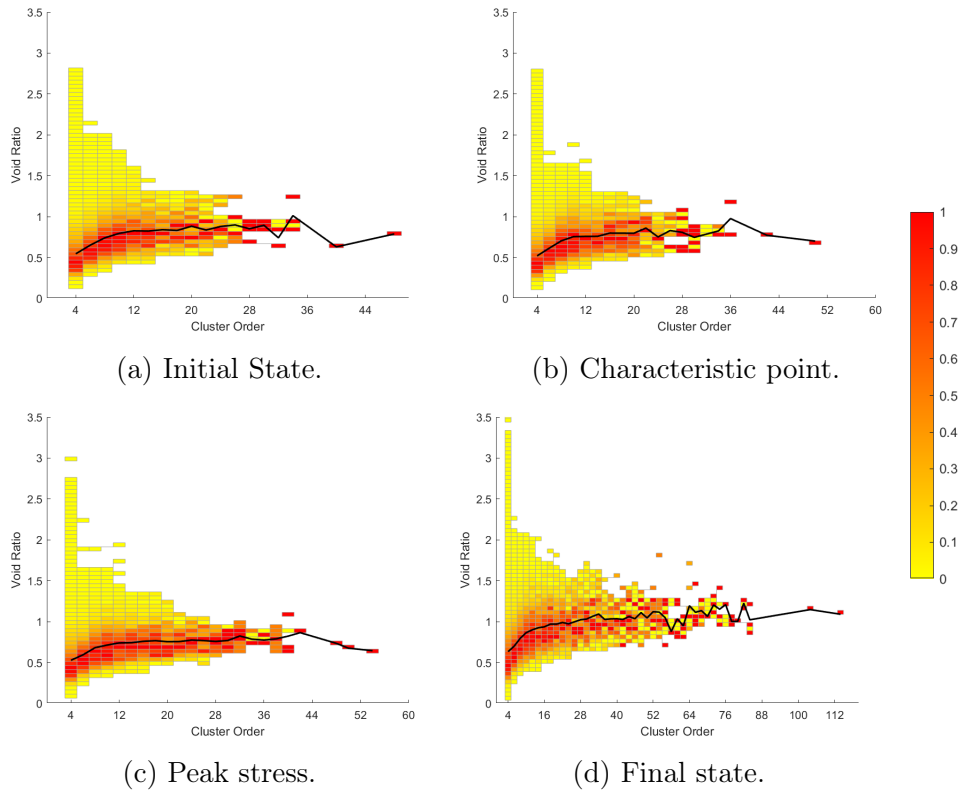 3.5
3
2.5
2
1.5
1
0.5
0
Void Ratio
4 12 20 28 36 44
Cluster Order
(a) Initial State.
3.5
3
2.5
2
1.5
1
0.5
0
Void Ratio
4 12 20 28 36 44 52 60
Cluster Order
(b) Characteristic point.
3.5
3
2.5
2
1.5
1
0.5
0
Void Ratio
4 12 20 28 36 44 52 60
Cluster Order
(c) Peak stress.
3.5
3
2.5
2
1.5
1
0.5
0
Void Ratio
4 16 28 40 52 64 76 88 100 112
Cluster Order
(d) Final state.
1
0.9
0.8
0.7
0.6
0.5
0.4
0.3
0.2
0.1
0